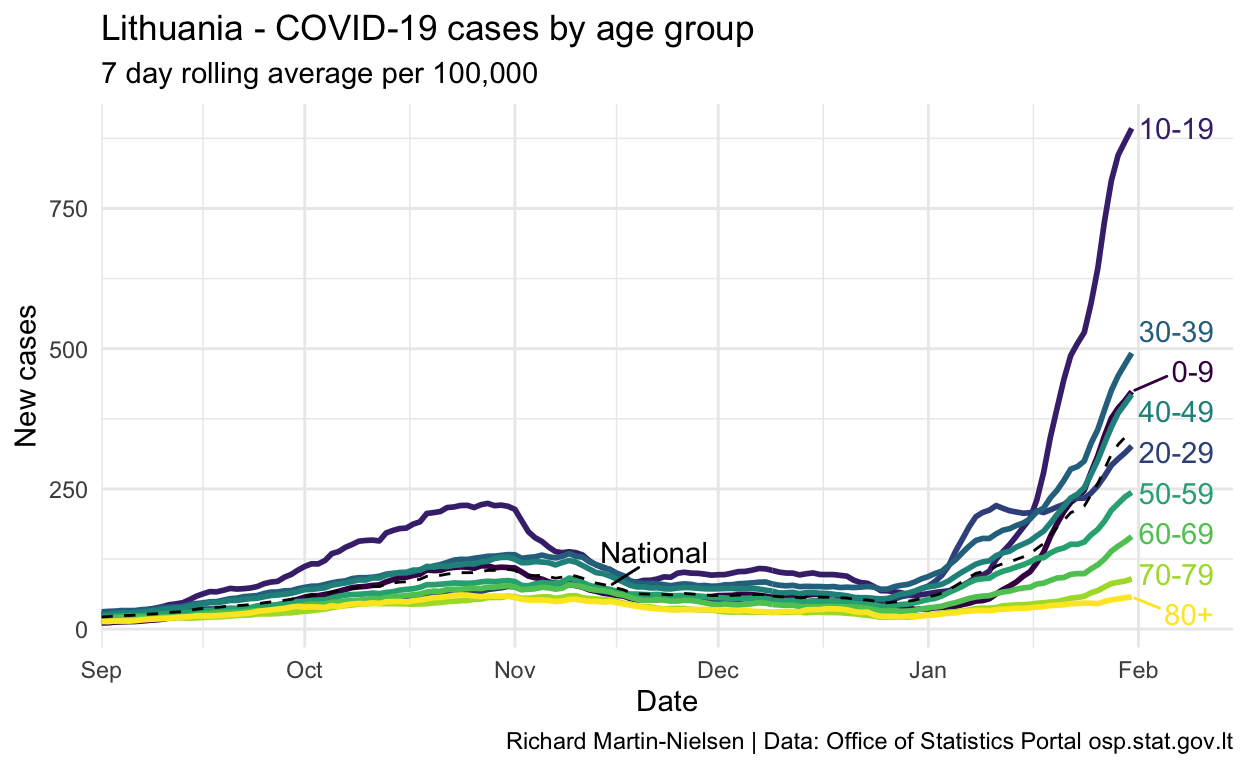 Lithuania - COVID-19 cases by age group
7 day rolling average per 100,000
New cases
750
500
250
0
10-19
30-39
0-9
40-49
20-29
50-59
60-69
70-79
80+
National
Sep Oct Nov Dec Jan Feb
Date
Richard Martin-Nielsen | Data: Office of Statistics Portal osp.stat.gov.lt